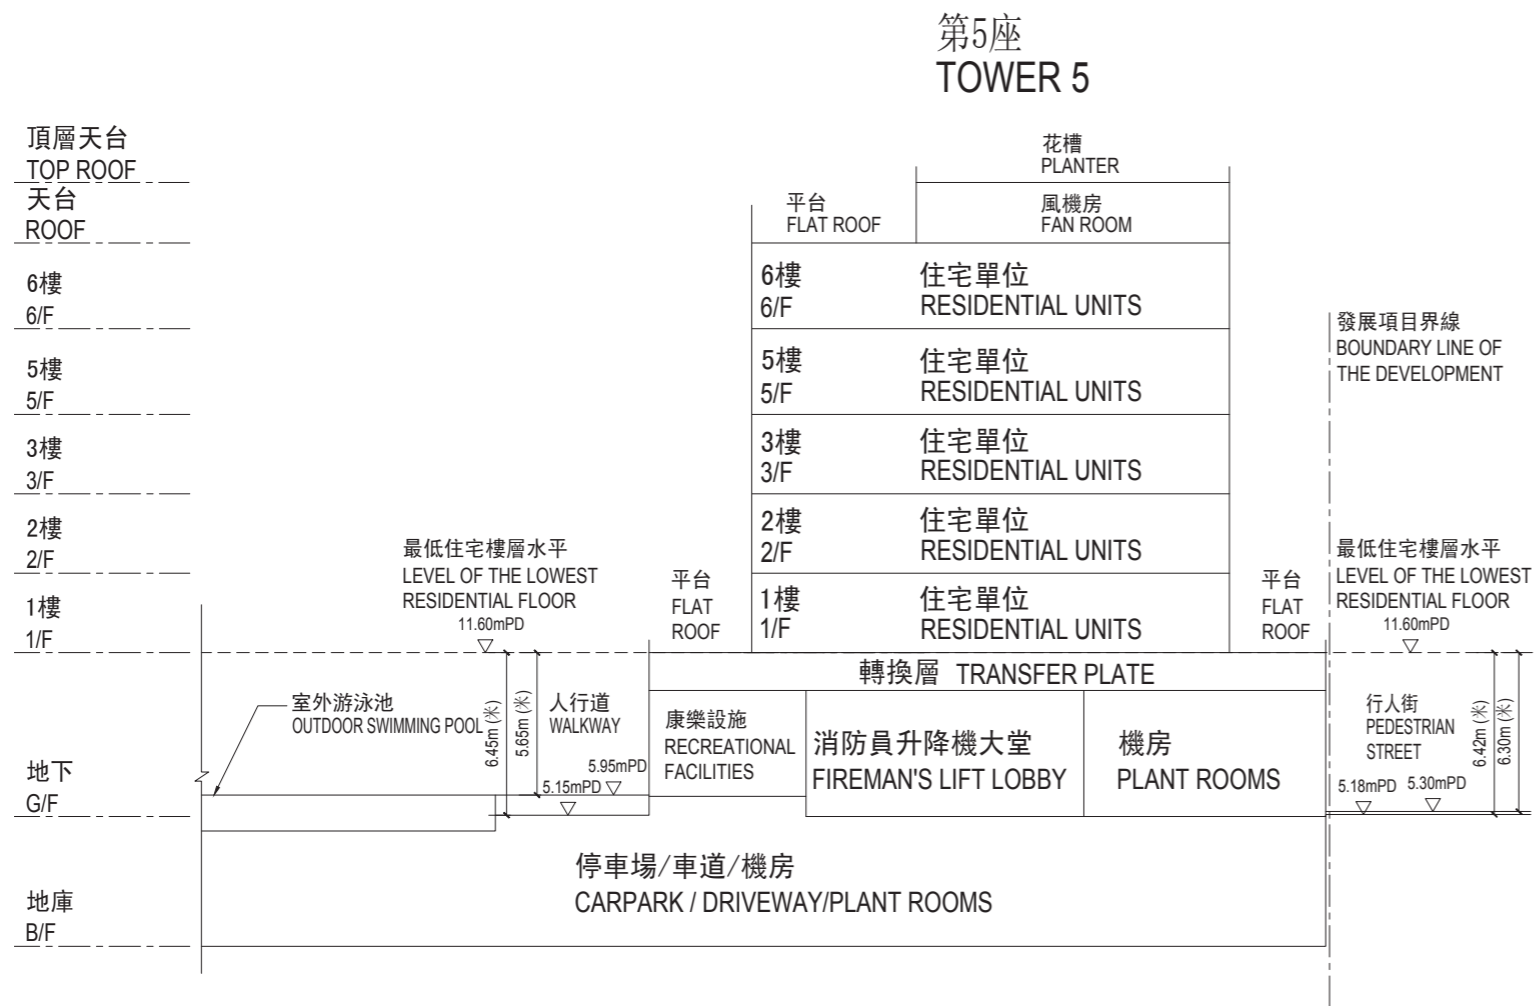 第5座
TOWER 5
頂層天台
TOP ROOF
天台
ROOF
6樓
6/F
5樓
5/F
3樓
3/F
2樓
2/F
1樓
1/F
地下
G/F
地庫
B/F
花槽
PLANTER
平台
FLAT ROOF
風機房
FAN ROOM
6樓
6/F
住宅單位
RESIDENTIAL UNITS
5樓
5/F
住宅單位
RESIDENTIAL UNITS
3樓
3/F
住宅單位
RESIDENTIAL UNITS
2樓
2/F
住宅單位
RESIDENTIAL UNITS
1樓
1/F
住宅單位
RESIDENTIAL UNITS
發展項目界線
BOUNDARY LINE OF
THE DEVELOPMENT
最低住宅樓層水平
LEVEL OF THE LOWEST
RESIDENTIAL FLOOR
11.60mPD
平台
FLAT
ROOF
平台
FLAT
ROOF
最低住宅樓層水平
LEVEL OF THE LOWEST
RESIDENTIAL FLOOR
11.60mPD
轉換層 TRANSFER PLATE
室外游泳池
OUTDOOR SWIMMING POOL
6.45m (米)
5.65m (米)
人行道
WALKWAY
5.95mPD
5.15mPD
康樂設施
RECREATIONAL
FACILITIES
消防員升降機大堂
FIREMAN'S LIFT LOBBY
機房
PLANT ROOMS
行人街
PEDESTRIAN
STREET
5.18mPD
5.30mPD
6.42m (米)
6.30m (米)
停車場/車道/機房
CARPARK / DRIVEWAY/PLANT ROOMS